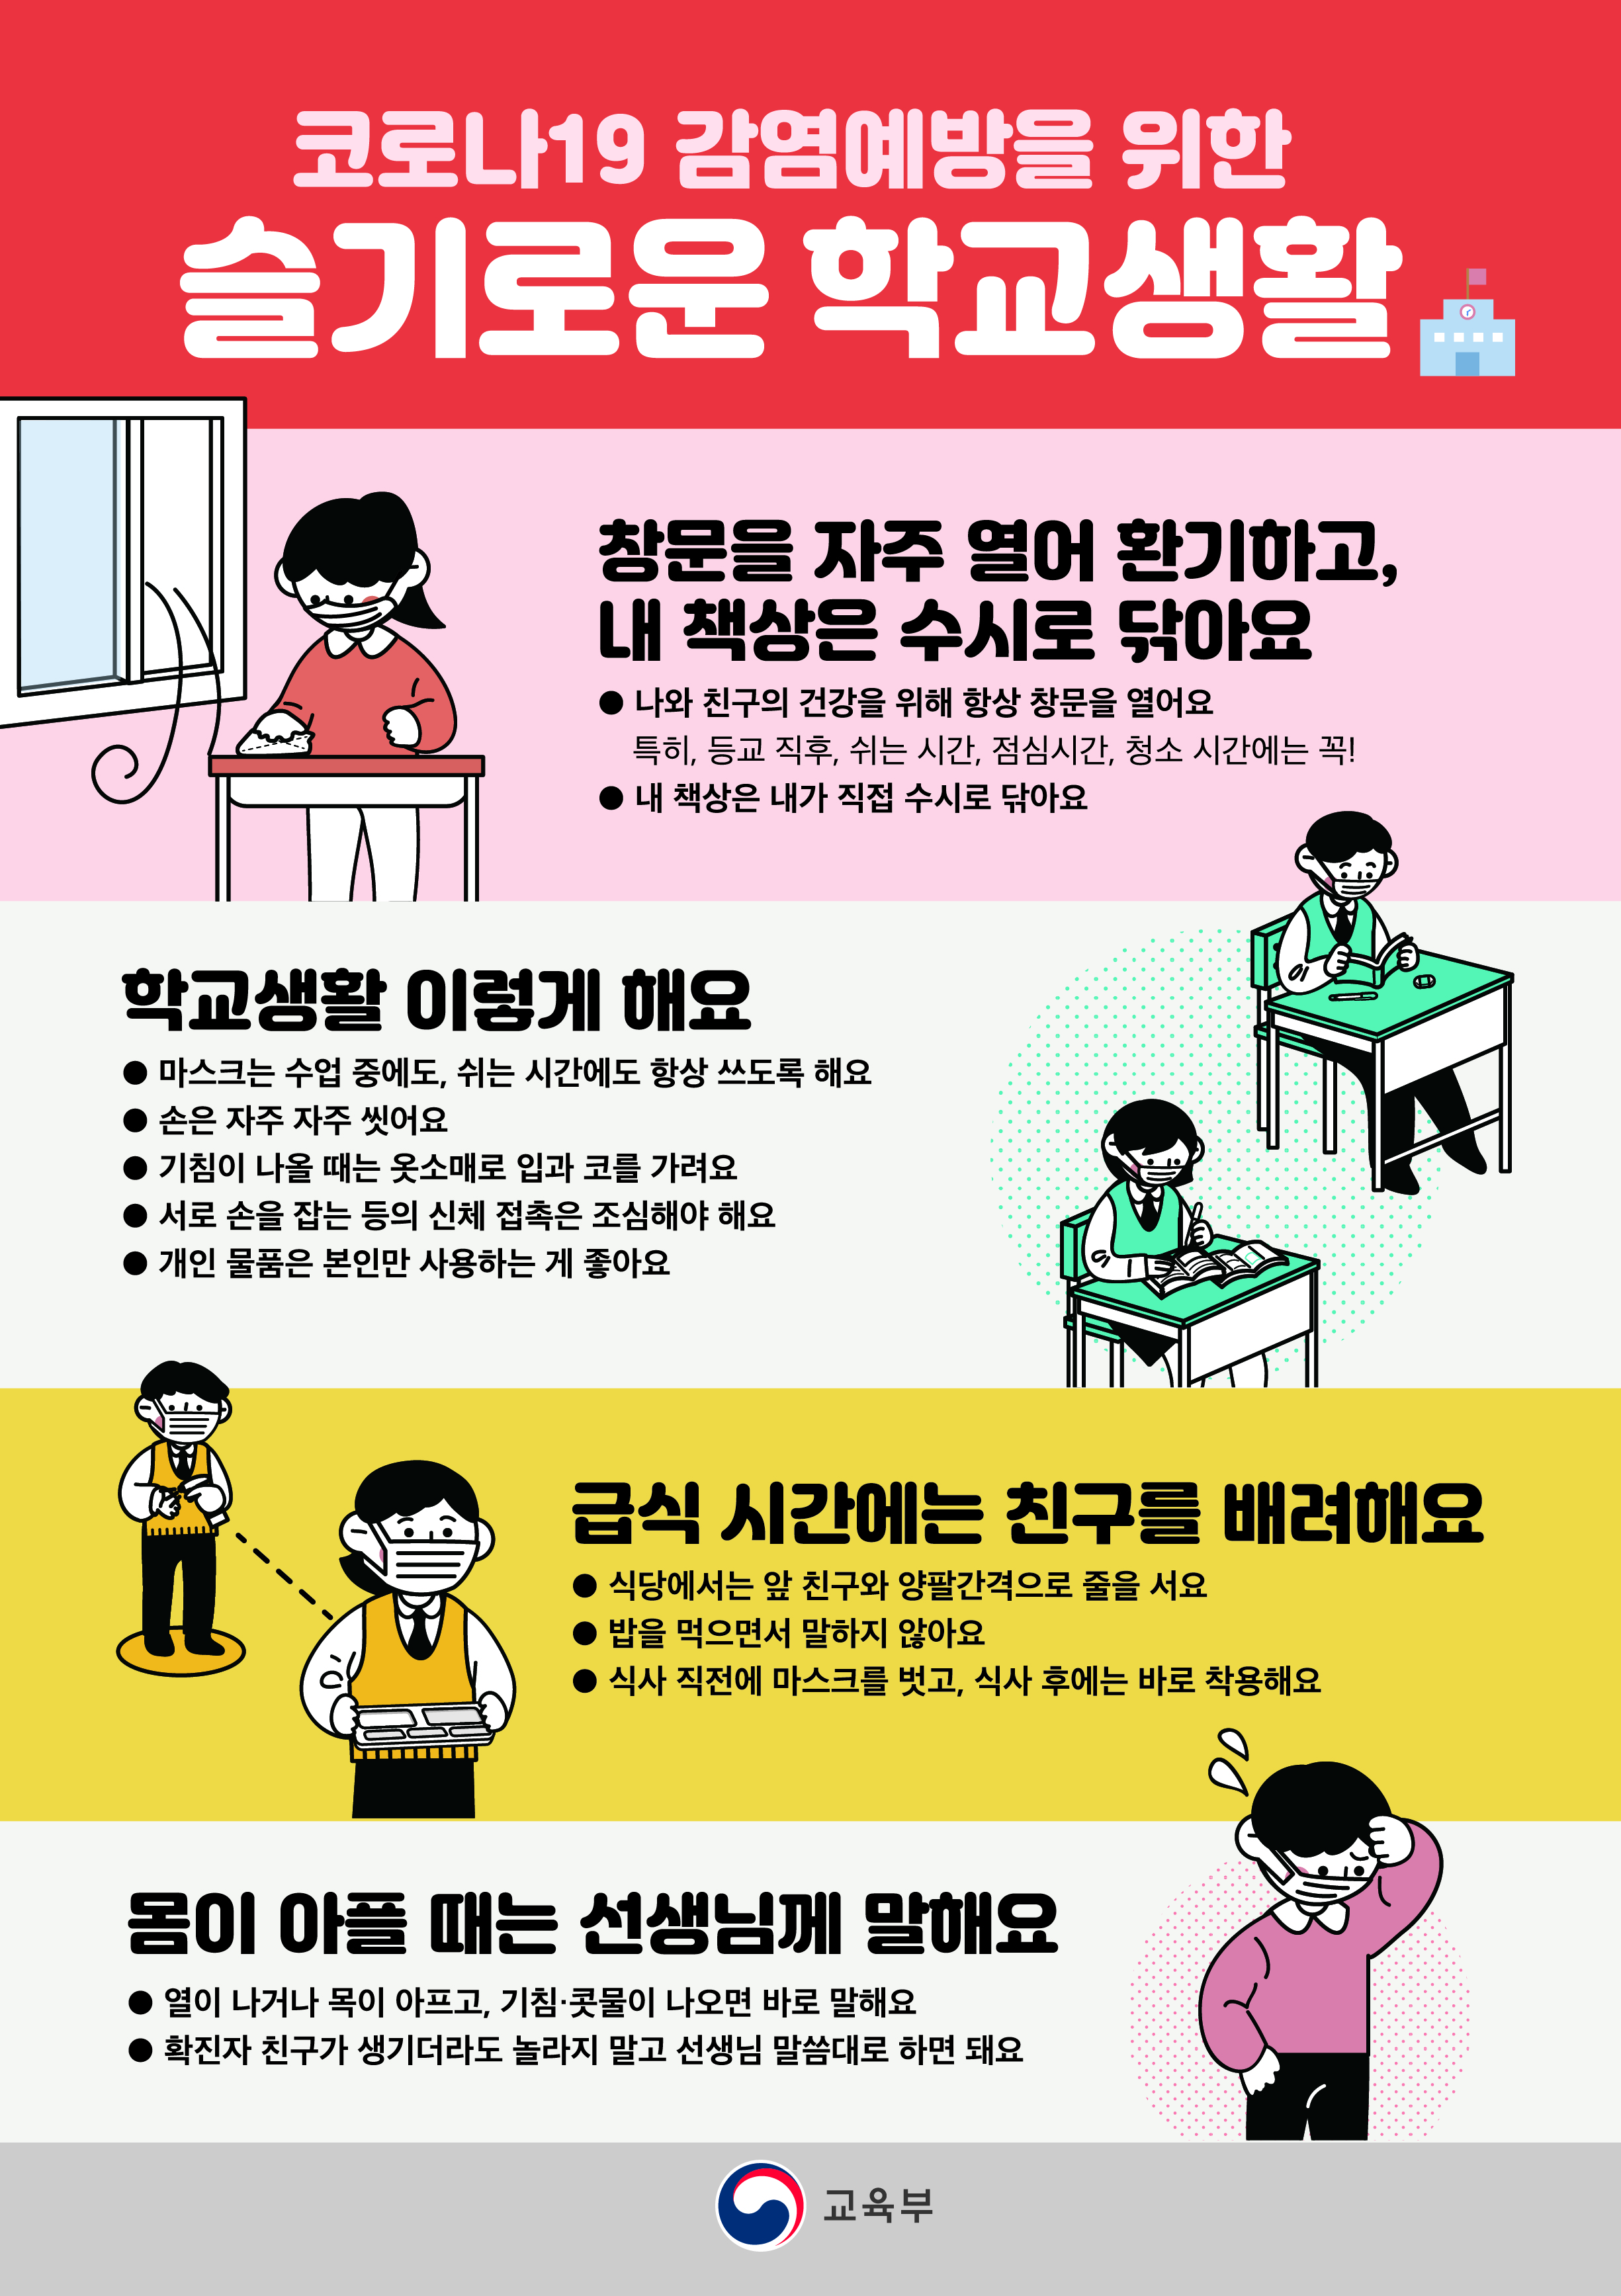 코로나19 감염예방을 위한
슬기로운 학교생활
창문을 자주 열어 환기하고,
내 책상은 수시로 닦아요
● 나와 친구의 건강을 위해 항상 창문을 열어요
특히, 등교 직후, 쉬는 시간, 점심시간, 청소 시간에는 꼭!
● 내 책상은 내가 직접 수시로 닦아요
학교생활 이렇게 해요
● 마스크는 수업 중에도, 쉬는 시간에도 항상 쓰도록 해요
● 손은 자주 자주 씻어요
● 기침이 나올 때는 옷소매로 입과 코를 가려요
● 서로 손을 잡는 등의 신체 접촉은 조심해야 해요
● 개인 물품은 본인만 사용하는 게 좋아요
급식 시간에는 친구를 배려해요
● 식당에서는 앞 친구와 양팔간격으로 줄을 서요
● 밥을 먹으면서 말하지 않아요
● 식사 직전에 마스크를 벗고, 식사 후에는 바로 착용해요
몸이 아플 때는 선생님께 말해요
● 열이 나거나 목이 아프고, 기침·콧물이 나오면 바로 말해요
● 확진자 친구가 생기더라도 놀라지 말고 선생님 말씀대로 하면 돼요
교육부